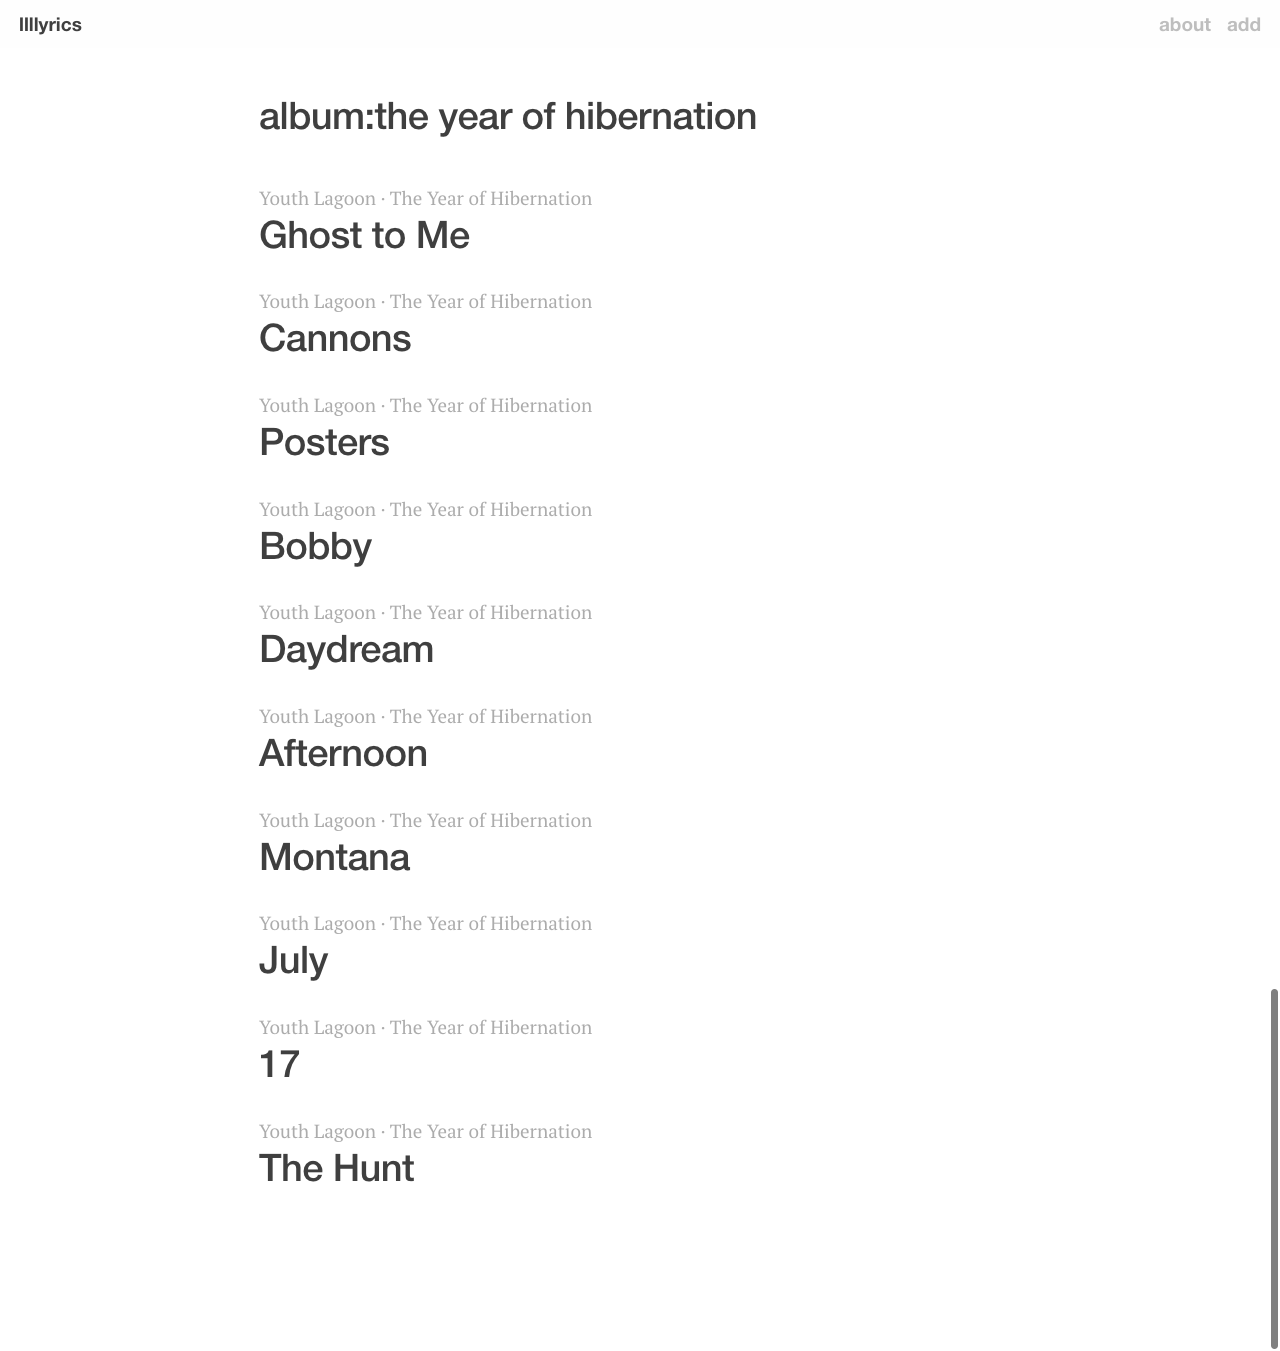 llllyrics
about add
album:the year of hibernation
Youth Lagoon · The Year of Hibernation
Ghost to Me
Youth Lagoon · The Year of Hibernation
Cannons
Youth Lagoon · The Year of Hibernation
Posters
Youth Lagoon · The Year of Hibernation
Bobby
Youth Lagoon · The Year of Hibernation
Daydream
Youth Lagoon · The Year of Hibernation
Afternoon
Youth Lagoon · The Year of Hibernation
Montana
Youth Lagoon · The Year of Hibernation
July
Youth Lagoon · The Year of Hibernation
17
Youth Lagoon · The Year of Hibernation
The Hunt